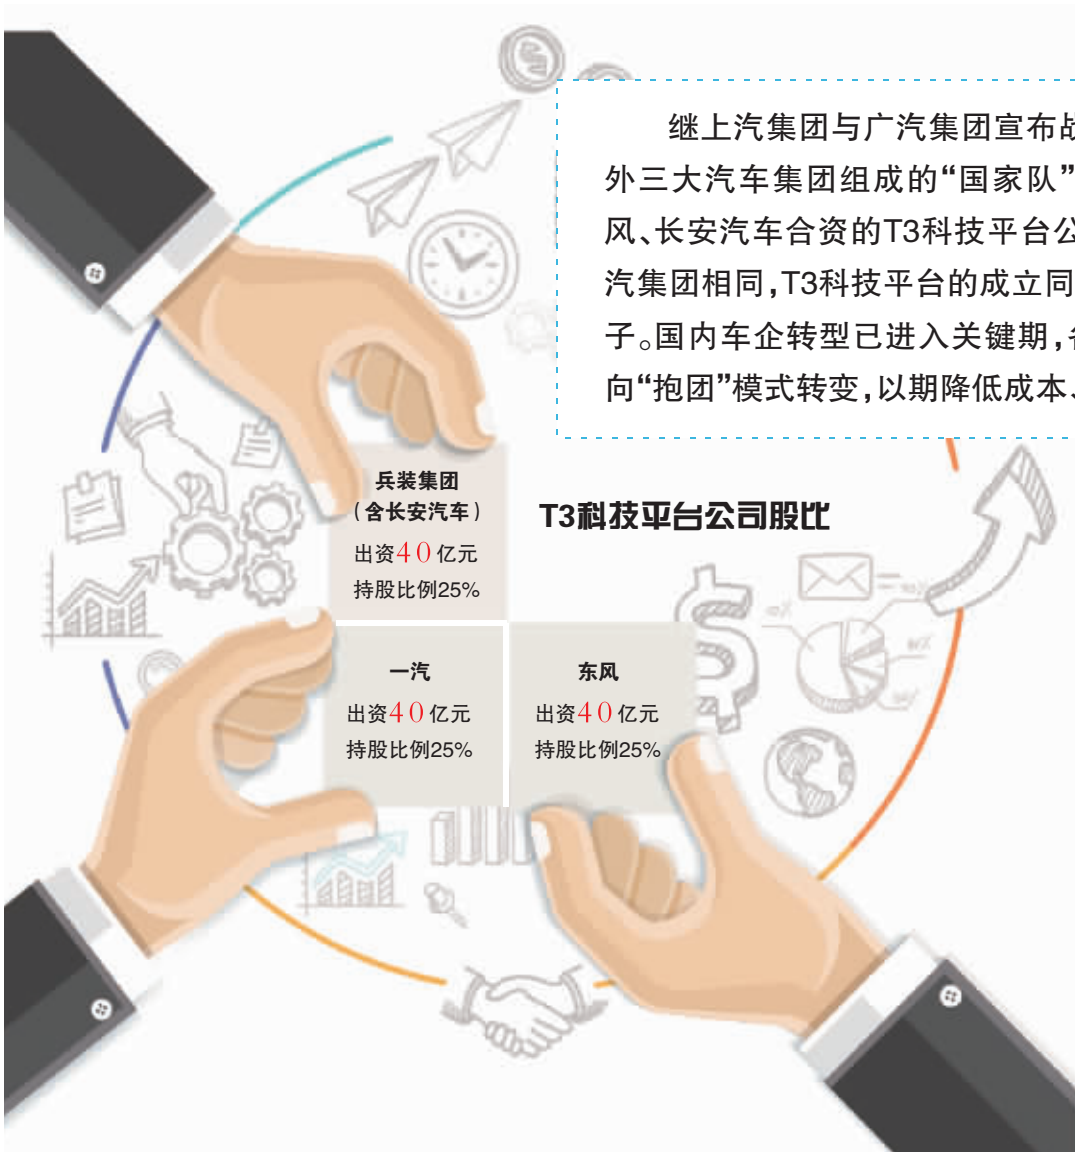 继上汽集团与广汽集团宣布战
外三大汽车集团组成的“国家队”
风、长安汽车合资的T3科技平台公
汽集团相同，T3科技平台的成立同
子。国内车企转型已进入关键期，各
向“抱团”模式转变，以期降低成本、
T3科技平台公司股比
兵装集团
（含长安汽车）
出资40亿元
持股比例25%
一汽
出资40亿元
持股比例25%
东风
出资40亿元
持股比例25%